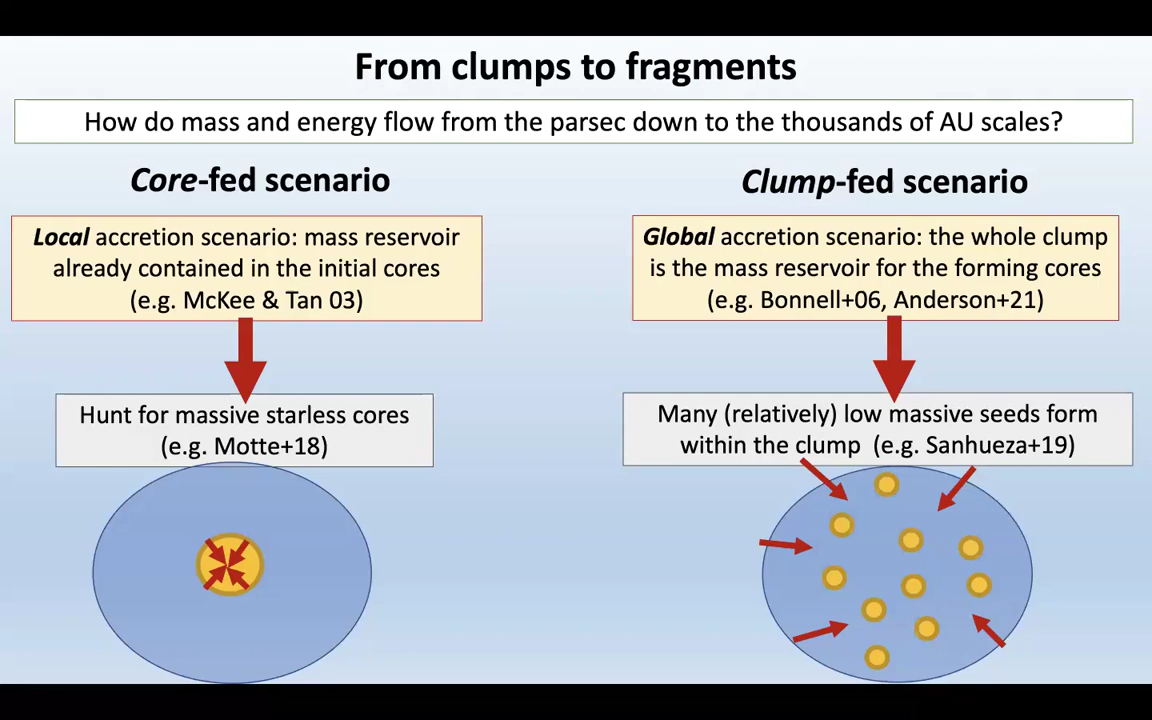 From clumps to fragments
How do mass and energy flow from the parsec down to the thousands of AU scales?
Core-fed scenario
Local accretion scenario: mass reservoir
already contained in the initial cores
(e.g. McKee & Tan 03)
Hunt for massive starless cores
(e.g. Motte+18)
Clump-fed scenario
Global accretion scenario: the whole clump
is the mass reservoir for the forming cores
(e.g. Bonnell+06, Anderson+21)
Many (relatively) low massive seeds form
within the clump (e.g. Sanhueza+19)